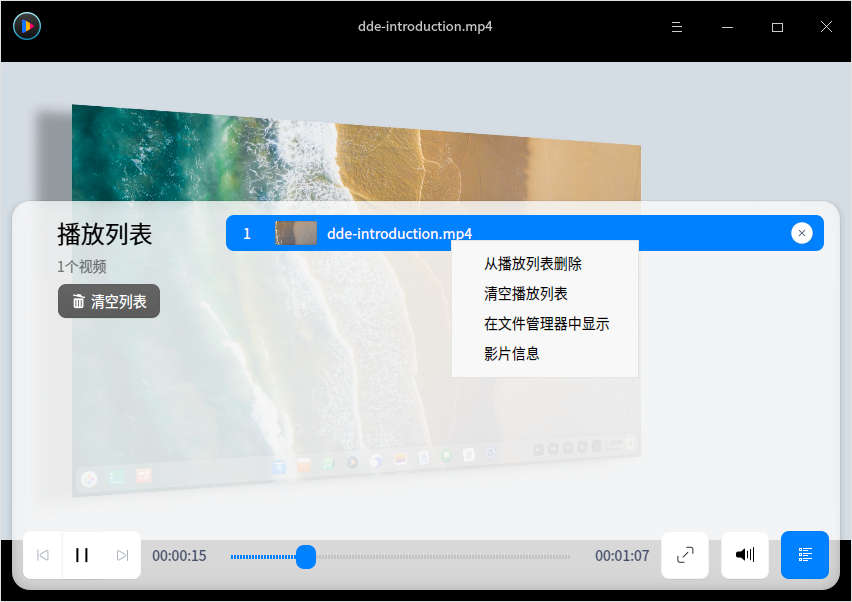 dde-introduction.mp4
播放列表
1个视频
清空列表
1 dde-introduction.mp4
从播放列表删除
清空播放列表
在文件管理器中显示
影片信息
00:00:15
00:01:07